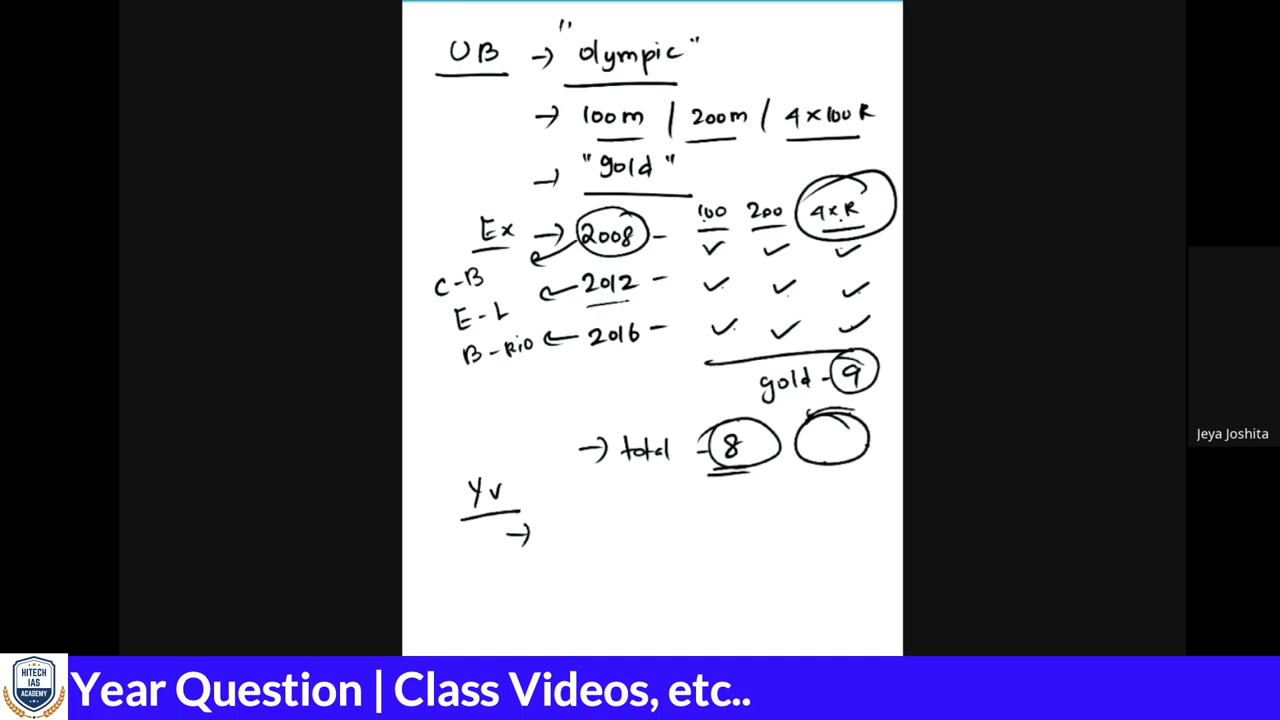 UB → "olympic"
→ 100m / 200m / 4×100R
→ "gold"
100 200 4×R
Ex → 2008 - ✓ ✓ ✓
C-B
2012 - ✓ ✓ ✓
E-L
2016 - ✓ ✓ ✓
B-Rio
gold - 9
→ total - 8
Yv
→
Jeya Joshita
HITECH
IAS
ACADEMY
Year Question | Class Videos, etc..